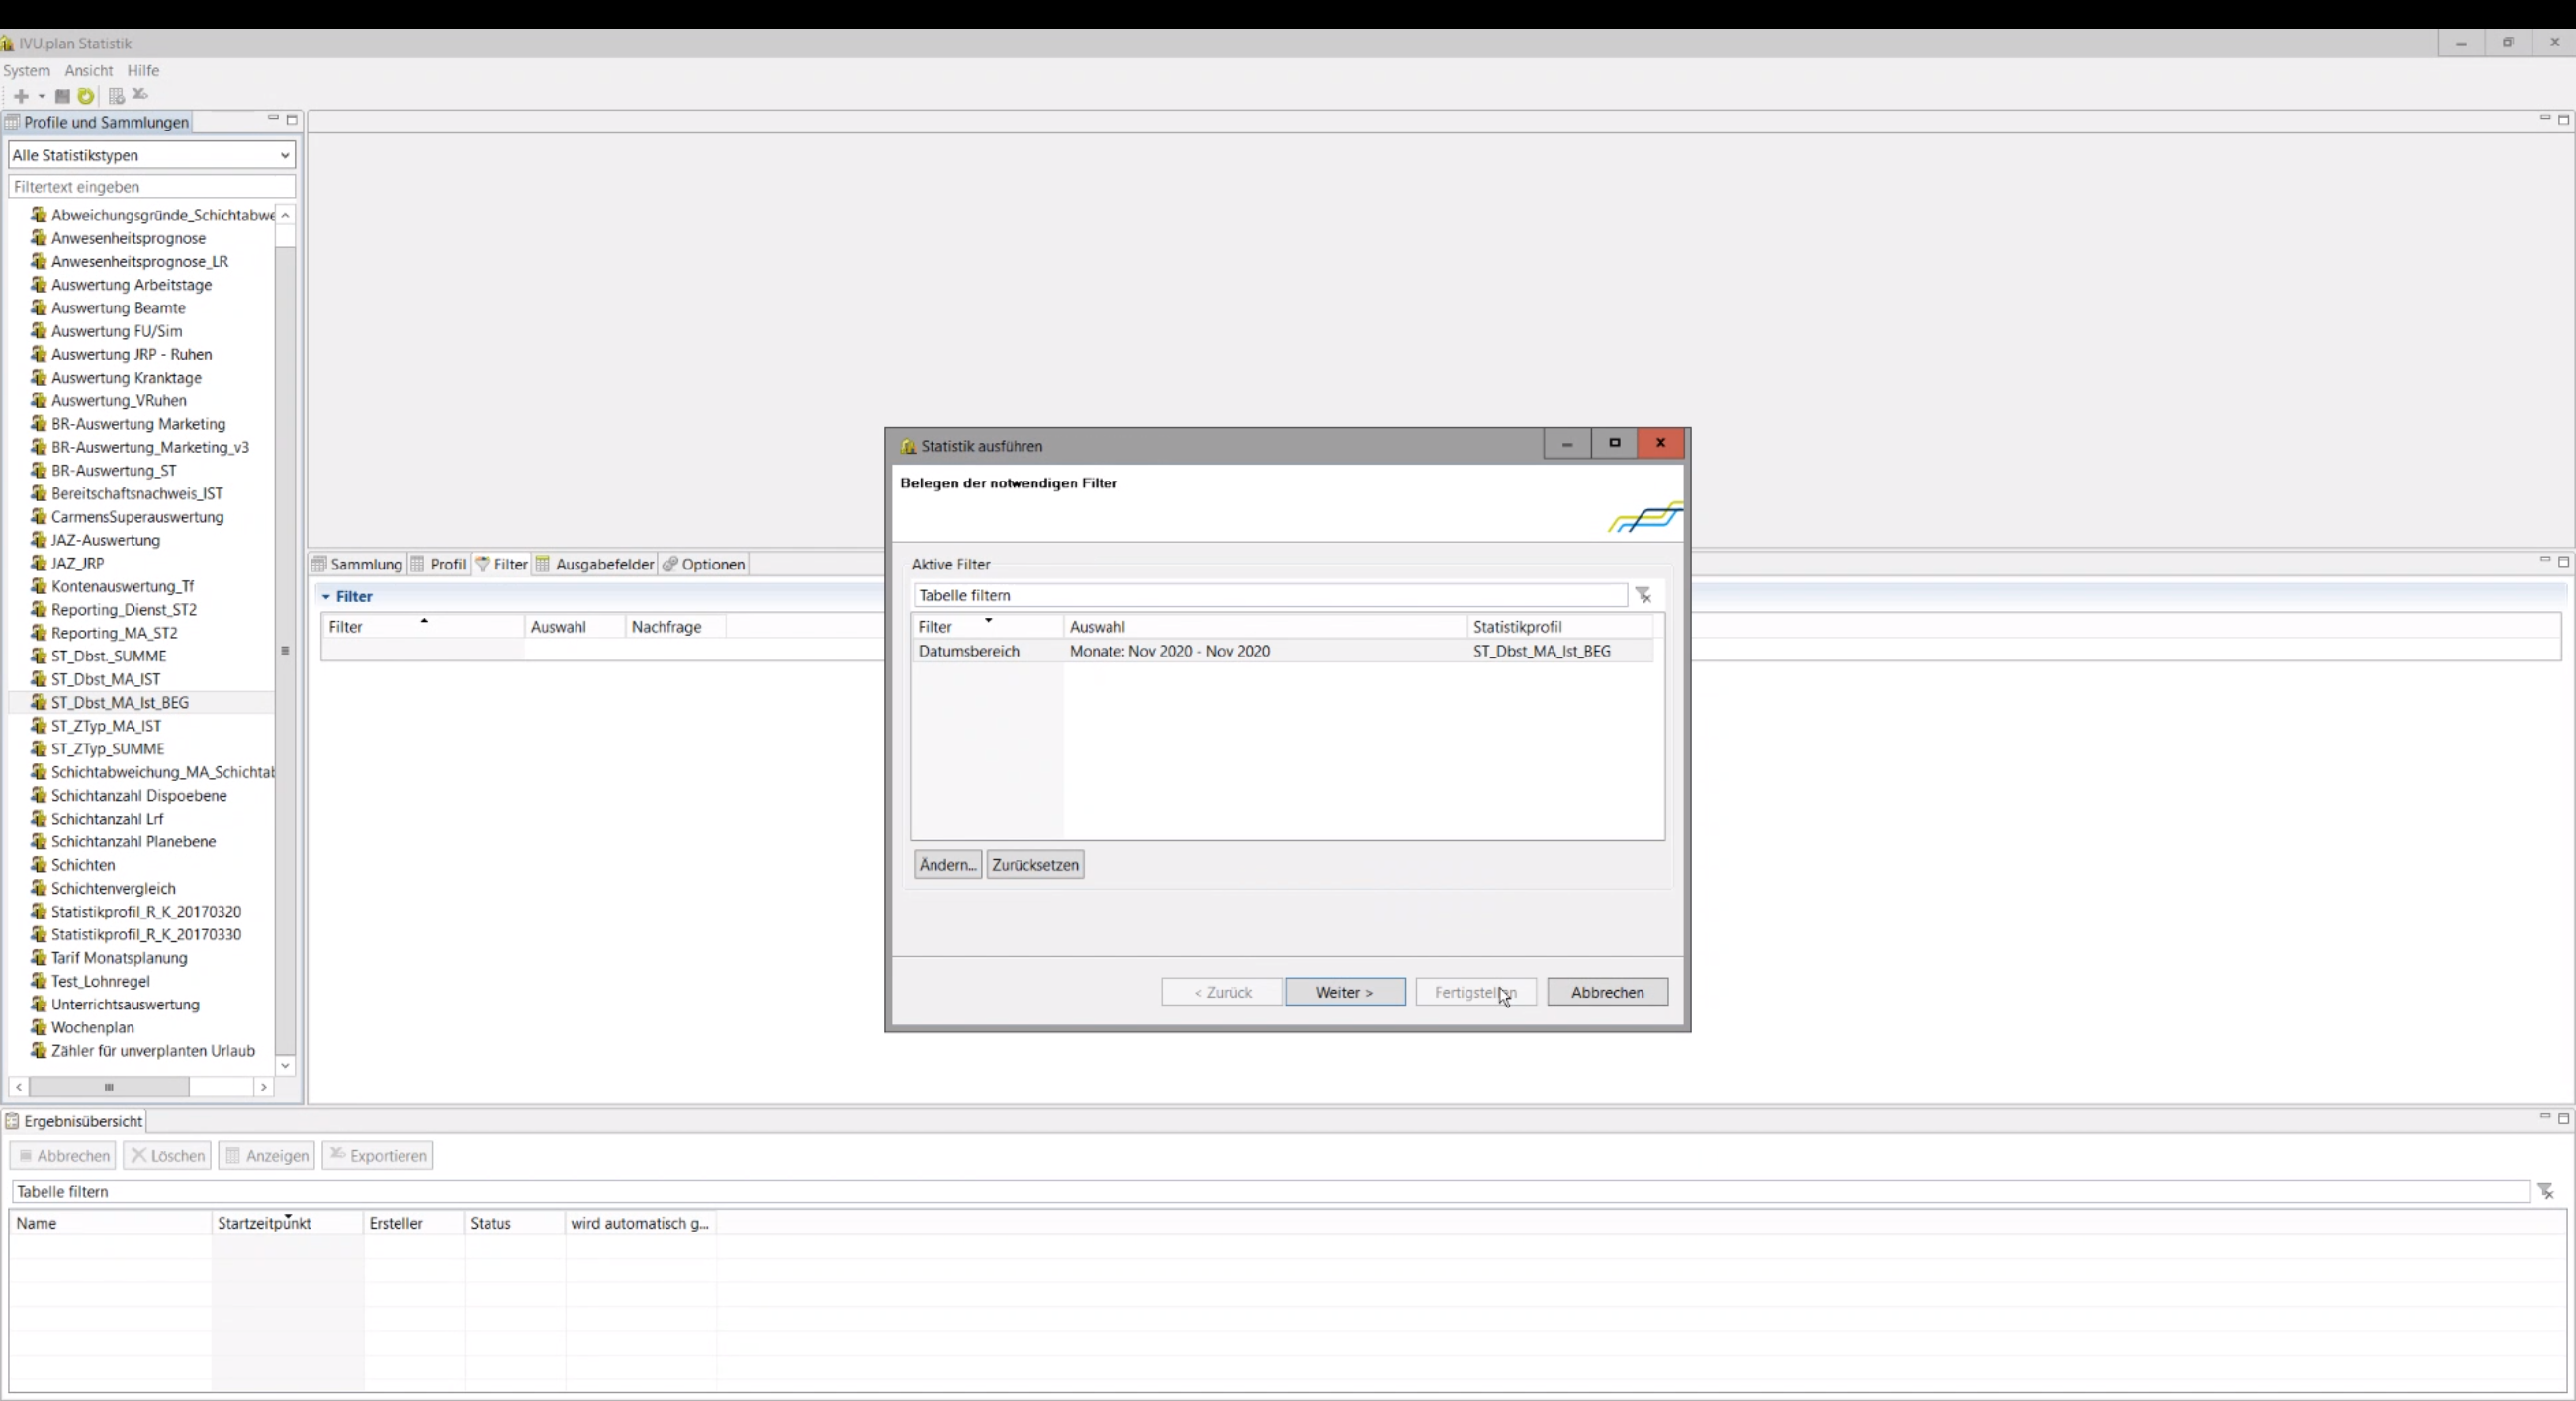 IVU.plan Statistik
System Ansicht Hilfe
Profile und Sammlungen
Alle Statistikstypen
Filtertext eingeben
Abweichungsgründe_Schichtabwe
Anwesenheitsprognose
Anwesenheitsprognose_LR
Auswertung Arbeitstage
Auswertung Beamte
Auswertung FU/Sim
Auswertung JRP - Ruhen
Auswertung Kranktage
Auswertung_VRuhen
BR-Auswertung Marketing
BR-Auswertung_Marketing_v3
BR-Auswertung_ST
Bereitschaftsnachweis_IST
CarmensSuperauswertung
JAZ-Auswertung
JAZ_JRP
Kontenauswertung_Tf
Reporting_Dienst_ST2
Reporting_MA_ST2
ST_Dbst._SUMME
ST_Dbst_MA_IST
ST_Dbst_MA_Ist_BEG
ST_ZTyp_MA_IST
ST_ZTyp_SUMME
Schichtabweichung_MA_Schichtab
Schichtanzahl Dispoebene
Schichtanzahl Lrf
Schichtanzahl Planebene
Schichten
Schichtenvergleich
Statistikprofil_R_K_20170320
Statistikprofil_R_K_20170330
Tarif Monatsplanung
Test_Lohnregel
Unterrichtsauswertung
Wochenplan
Zähler für unverplanten Urlaub
Sammlung Profil Filter Ausgabefelder Optionen
Filter
Filter Auswahl Nachfrage
Statistik ausführen
Belegen der notwendigen Filter
Aktive Filter
Tabelle filtern
Filter Auswahl Statistikprofil
Datumsbereich Monate: Nov 2020 - Nov 2020 ST_Dbst_MA_Ist_BEG
Ändern... Zurücksetzen
< Zurück Weiter > Fertigstellen Abbrechen
Ergebnisübersicht
Abbrechen Löschen Anzeigen Exportieren
Tabelle filtern
Name Startzeitpunkt Ersteller Status wird automatisch g...